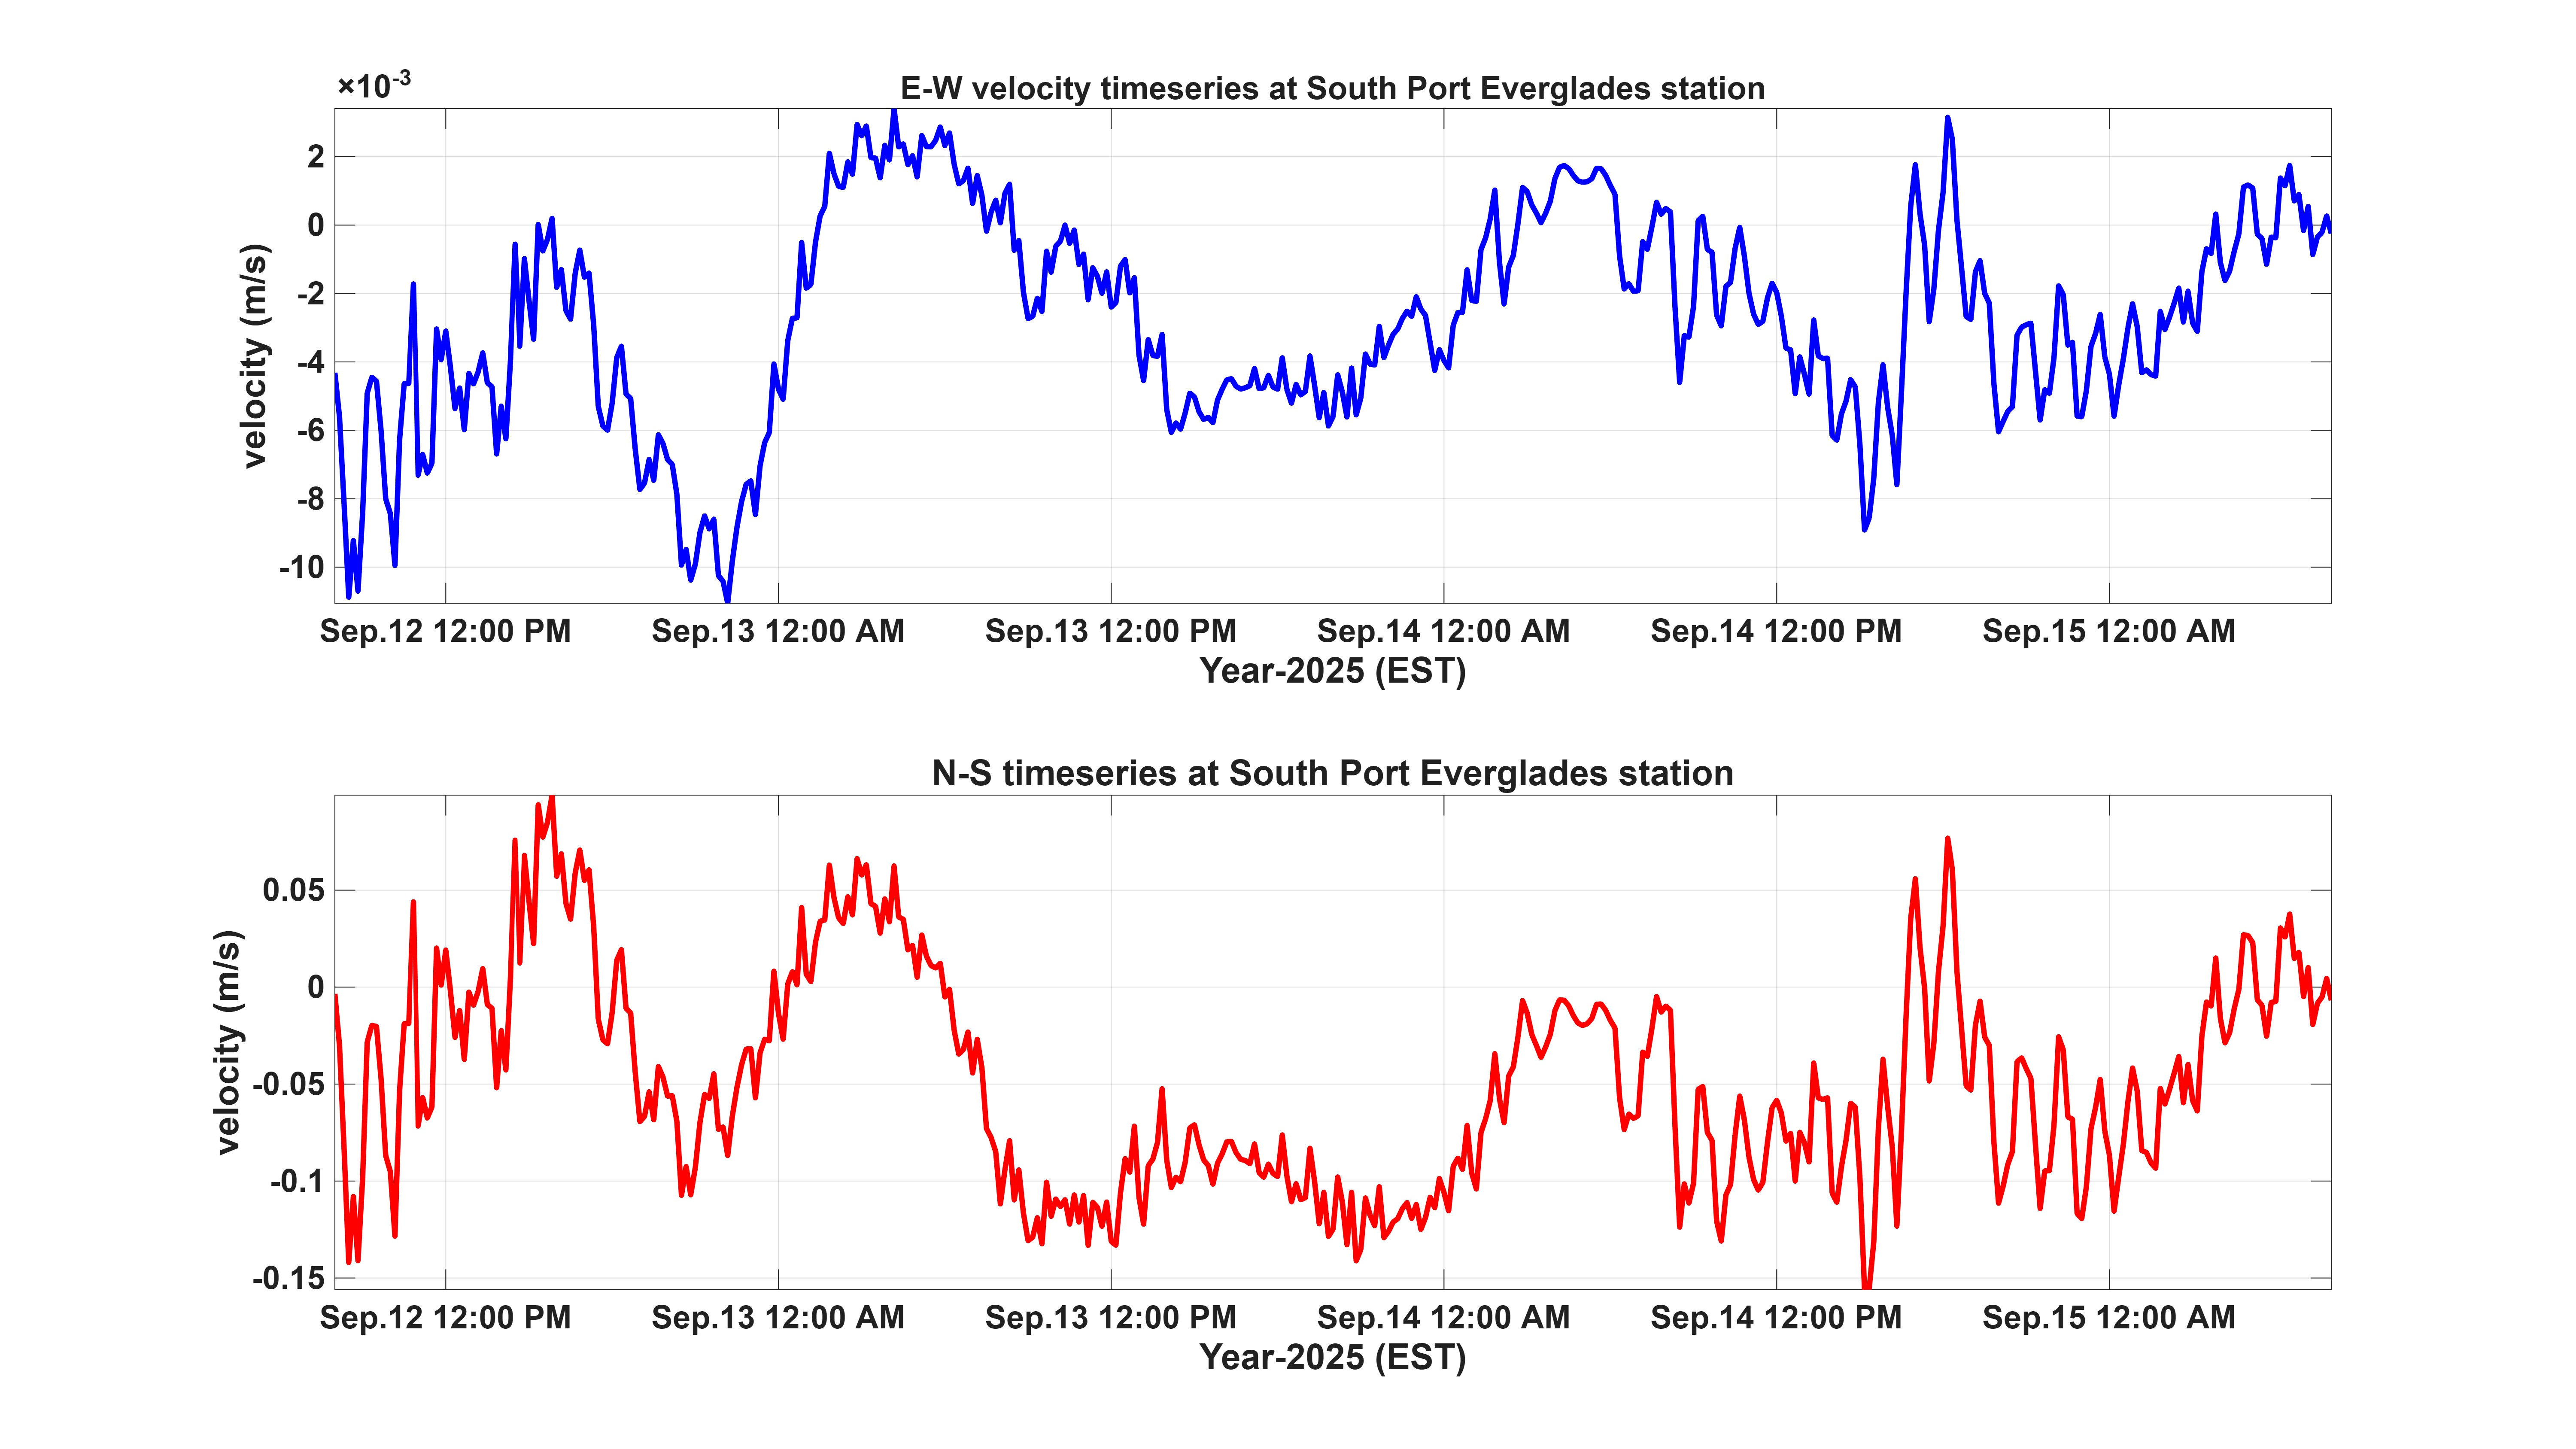 ×10-3
E-W velocity timeseries at South Port Everglades station
2
0
-2
-4
-6
-8
-10
velocity (m/s)
Sep.12 12:00 PM Sep.13 12:00 AM Sep.13 12:00 PM Sep.14 12:00 AM Sep.14 12:00 PM Sep.15 12:00 AM
Year-2025 (EST)
N-S timeseries at South Port Everglades station
0.05
0
-0.05
-0.1
-0.15
velocity (m/s)
Sep.12 12:00 PM Sep.13 12:00 AM Sep.13 12:00 PM Sep.14 12:00 AM Sep.14 12:00 PM Sep.15 12:00 AM
Year-2025 (EST)